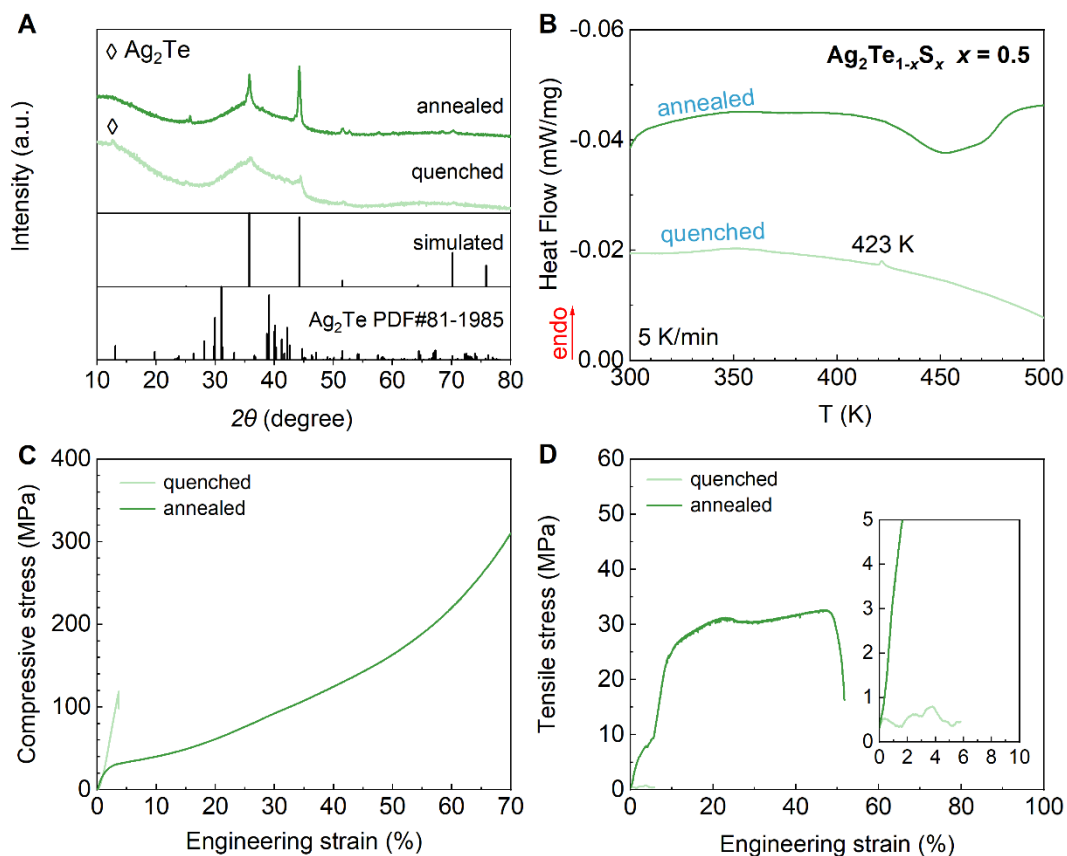 A
◊ Ag₂Te
annealed
◊
quenched
simulated
Ag₂Te PDF#81-1985
Intensity (a.u.)
10 20 30 40 50 60 70 80
2θ (degree)
B
Ag₂Te₁₋ₓSₓ x = 0.5
annealed
quenched
423 K
5 K/min
endo
Heat Flow (mW/mg)
-0.06
-0.04
-0.02
0.00
300 350 400 450 500
T (K)
C
quenched
annealed
Compressive stress (MPa)
400
300
200
100
0
0 10 20 30 40 50 60 70
Engineering strain (%)
D
quenched
annealed
Tensile stress (MPa)
60
50
40
30
20
10
0
0 20 40 60 80 100
Engineering strain (%)
5
4
3
2
1
0
0 2 4 6 8 10